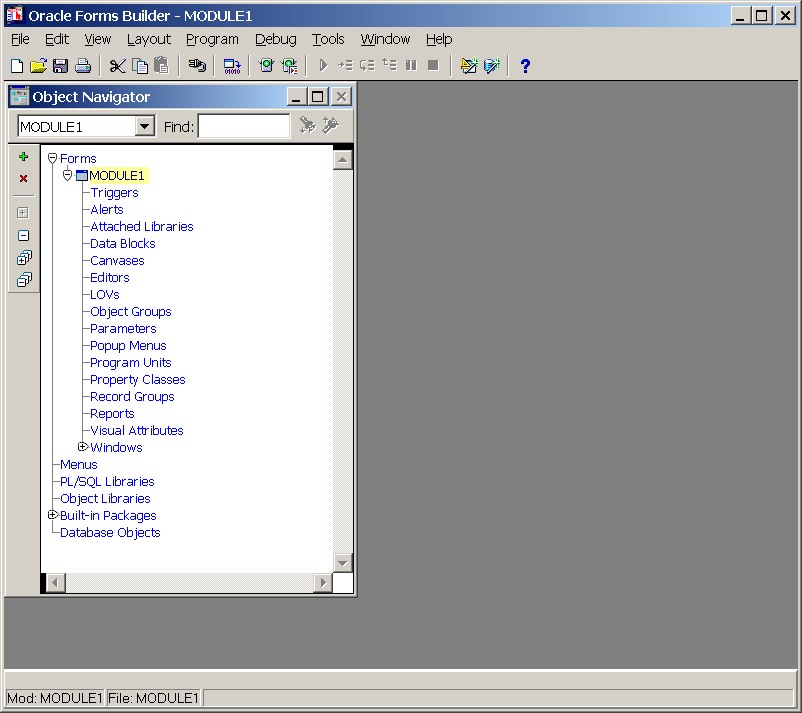 Oracle Forms Builder - MODULE1
File Edit View Layout Program Debug Tools Window Help
Object Navigator
MODULE1 Find:
Forms
MODULE1
Triggers
Alerts
Attached Libraries
Data Blocks
Canvases
Editors
LOVs
Object Groups
Parameters
Popup Menus
Program Units
Property Classes
Record Groups
Reports
Visual Attributes
Windows
Menus
PL/SQL Libraries
Object Libraries
Built-in Packages
Database Objects
Mod: MODULE1 File: MODULE1